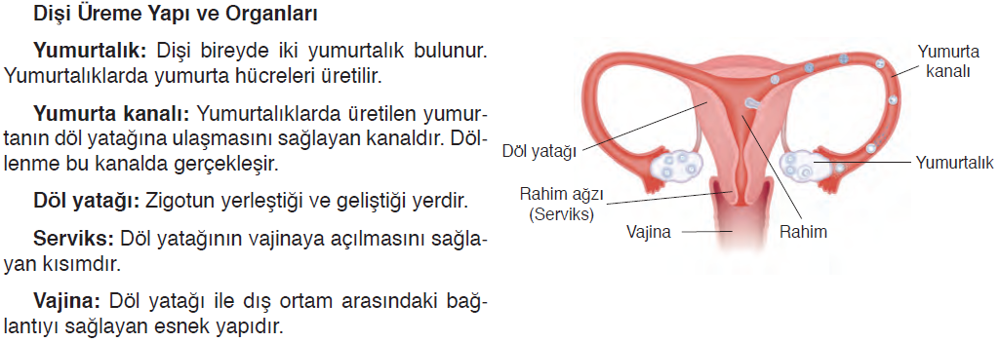 Dişi Üreme Yapı ve Organları
Yumurtalık: Dişi bireyde iki yumurtalık bulunur.
Yumurtalıklarda yumurta hücreleri üretilir.
Yumurta kanalı: Yumurtalıklarda üretilen yumur-
tanın döl yatağına ulaşmasını sağlayan kanaldır. Döl-
lenme bu kanalda gerçekleşir.
Döl yatağı: Zigotun yerleştiği ve geliştiği yerdir.
Serviks: Döl yatağının vajinaya açılmasını sağla-
yan kısımdır.
Vajina: Döl yatağı ile dış ortam arasındaki bağ-
lantıyı sağlayan esnek yapıdır.
Yumurta
kanalı
Döl yatağı
Yumurtalık
Rahim ağzı
(Serviks)
Vajina
Rahim